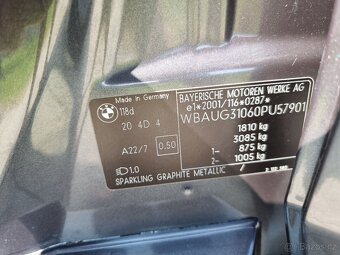 Made in Germany
118d
20 4D 4
A22/7 0.50
1.0
SPARKLING GRAPHITE METALLIC /
BAYERISCHE MOTOREN WERKE AG
e1*2001/116*0287*
WBAUG31060PU57901
1810 kg
3085 kg
1- 875 kg
2- 1005 kg